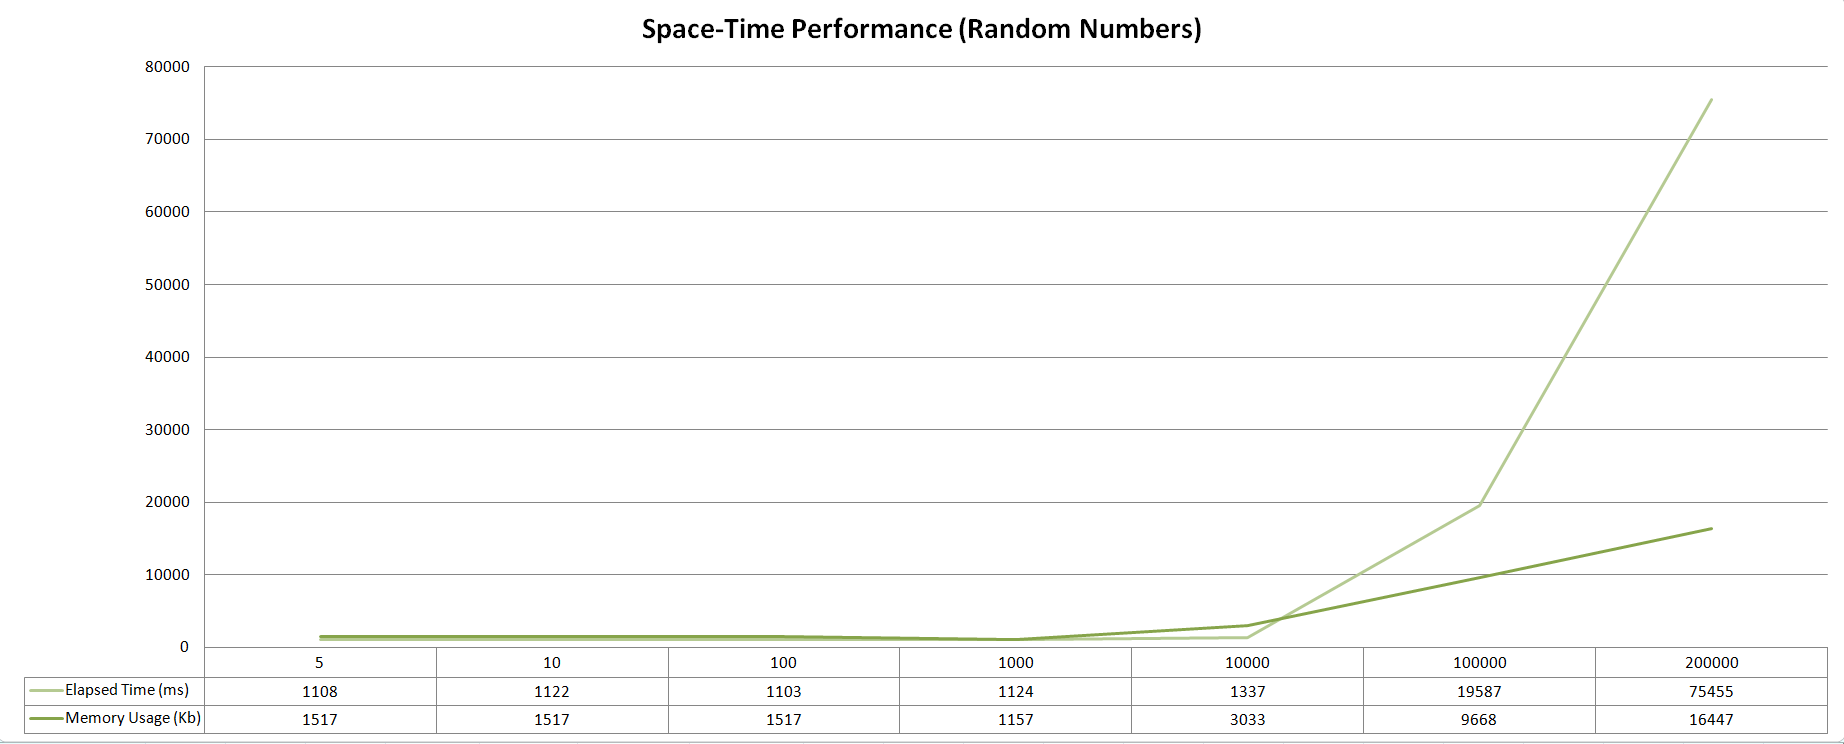 Space-Time Performance (Random Numbers)
80000
70000
60000
50000
40000
30000
20000
10000
0
5 10 100 1000 10000 100000 200000
Elapsed Time (ms) 1108 1122 1103 1124 1337 19587 75455
Memory Usage (Kb) 1517 1517 1517 1157 3033 9668 16447